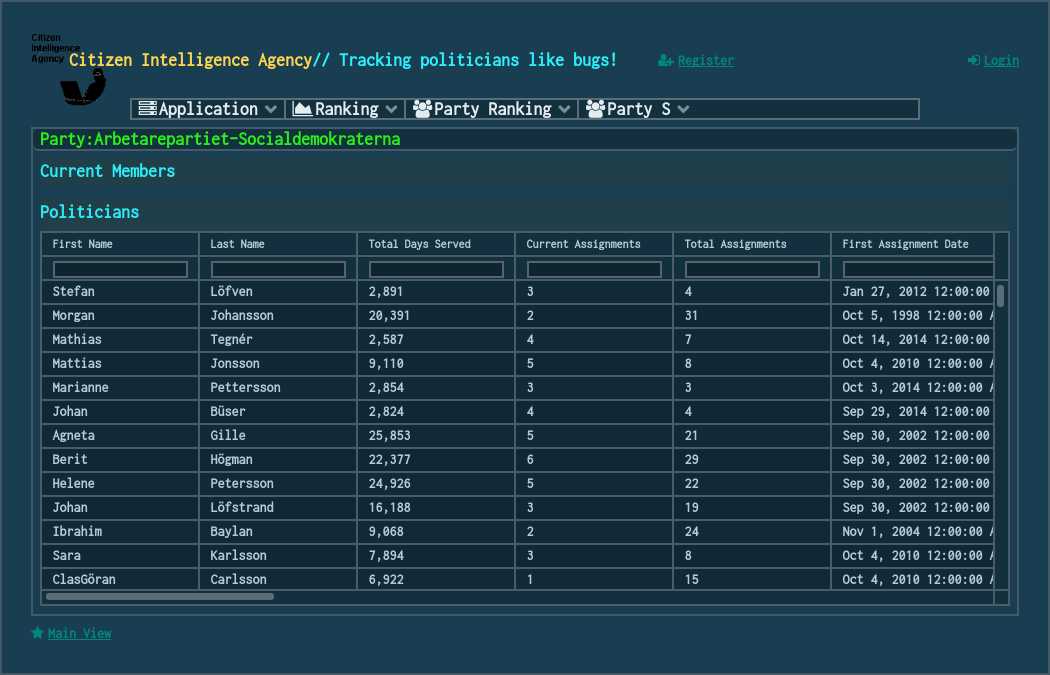 Citizen
Intelligence
Agency
Citizen Intelligence Agency// Tracking politicians like bugs!
Register
Login
Application Ranking Party Ranking Party S
Party:Arbetarepartiet-Socialdemokraterna
Current Members
Politicians
First Name Last Name Total Days Served Current Assignments Total Assignments First Assignment Date
Stefan Löfven 2,891 3 4 Jan 27, 2012 12:00:00
Morgan Johansson 20,391 2 31 Oct 5, 1998 12:00:00 A
Mathias Tegnér 2,587 4 7 Oct 14, 2014 12:00:00
Mattias Jonsson 9,110 5 8 Oct 4, 2010 12:00:00 A
Marianne Pettersson 2,854 3 3 Oct 3, 2014 12:00:00 A
Johan Büser 2,824 4 4 Sep 29, 2014 12:00:00
Agneta Gille 25,853 5 21 Sep 30, 2002 12:00:00
Berit Högman 22,377 6 29 Sep 30, 2002 12:00:00
Helene Petersson 24,926 5 22 Sep 30, 2002 12:00:00
Johan Löfstrand 16,188 3 19 Sep 30, 2002 12:00:00
Ibrahim Baylan 9,068 2 24 Nov 1, 2004 12:00:00 A
Sara Karlsson 7,894 3 8 Oct 4, 2010 12:00:00 A
ClasGöran Carlsson 6,922 1 15 Oct 4, 2010 12:00:00 A
Main View